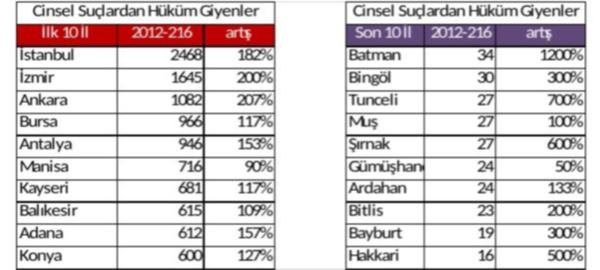 Cinsel Suçlardan Hüküm Giyenler
İlk 10 İl 2012-216 artş
İstanbul 2468 182%
İzmir 1645 200%
Ankara 1082 207%
Bursa 966 117%
Antalya 946 153%
Manisa 716 90%
Kayseri 681 117%
Balıkesir 615 109%
Adana 612 157%
Konya 600 127%
Cinsel Suçlardan Hüküm Giyenler
Son 10 İl 2012-216 artş
Batman 34 1200%
Bingöl 30 300%
Tunceli 27 700%
Muş 27 100%
Şırnak 27 600%
Gümüşhan 24 50%
Ardahan 24 133%
Bitlis 23 200%
Bayburt 19 300%
Hakkari 16 500%